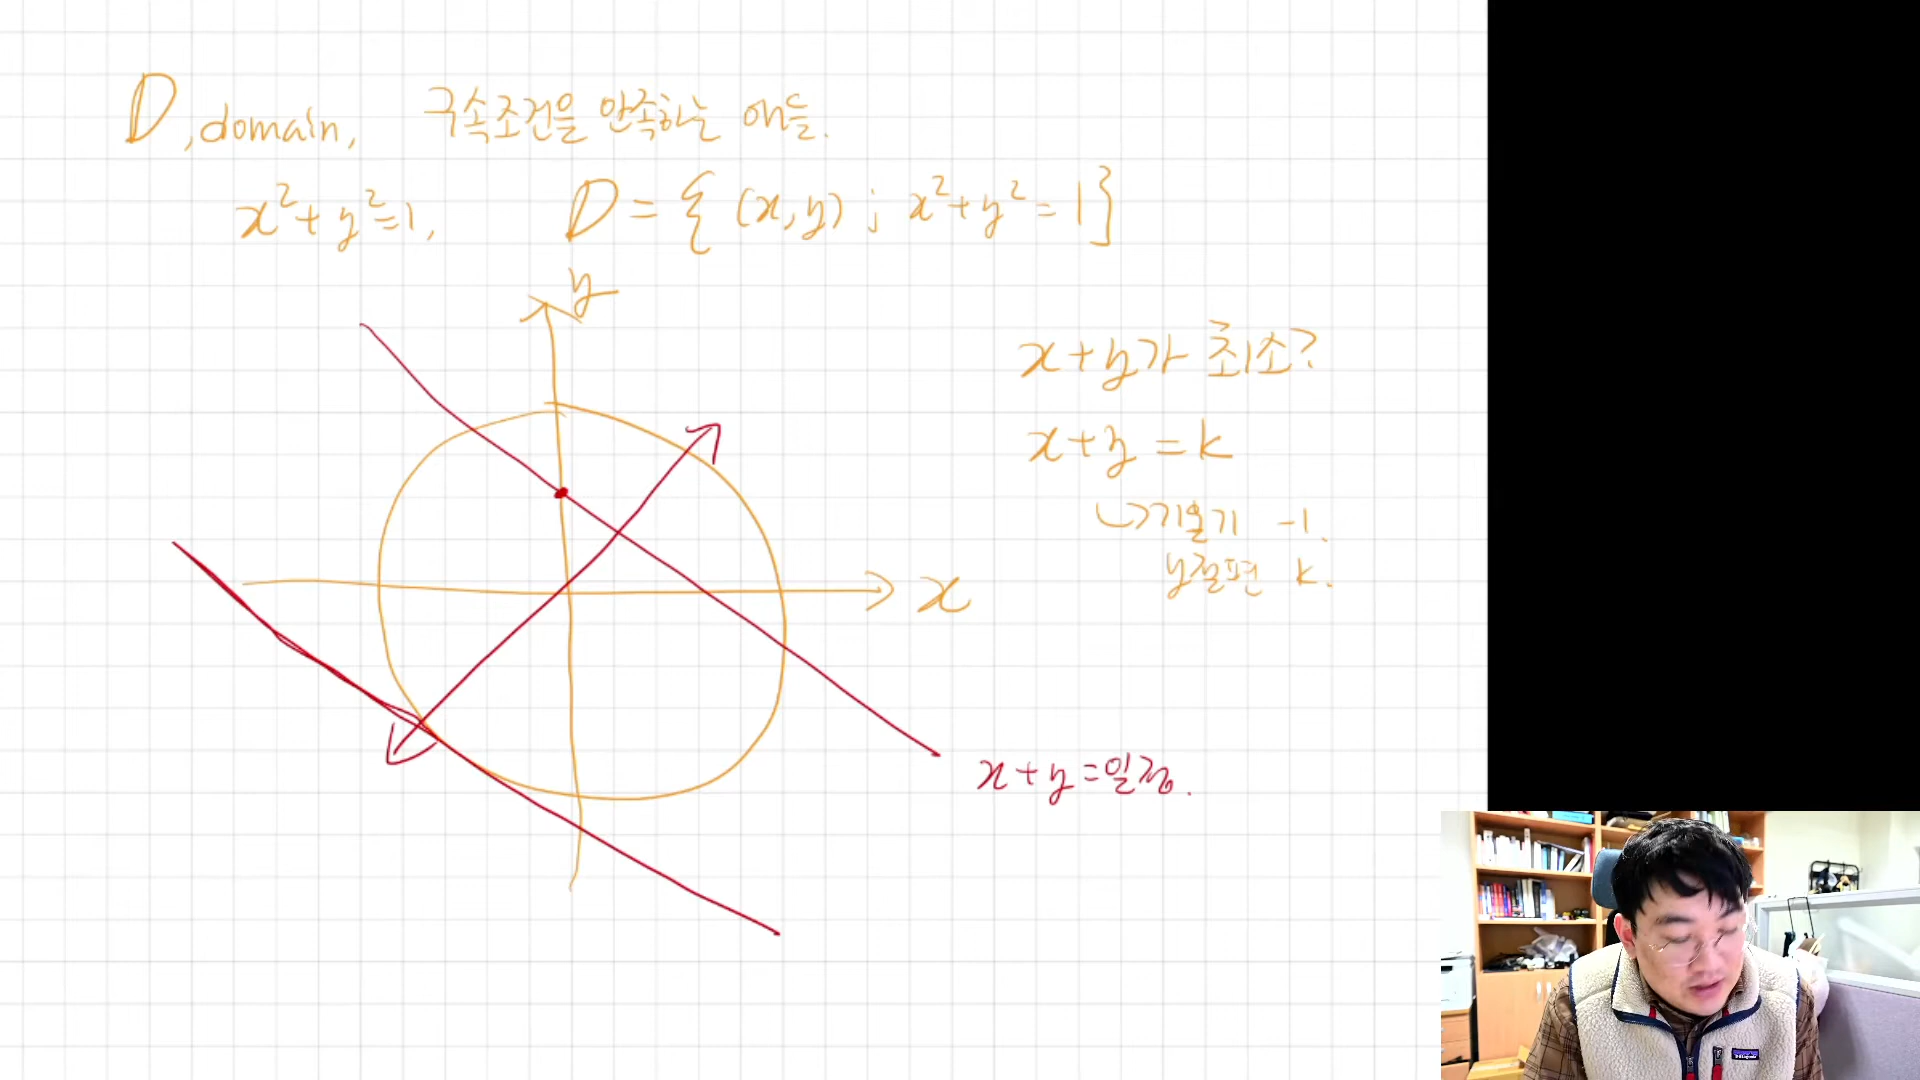 D, domain, 구속조건을 만족하는 애들.
x²+y²=1, D = { (x,y) ; x²+y²=1 }
y
x+y가 최소?
x+y = k
↳기울기 -1.
y절편 k.
x
x+y=일정.